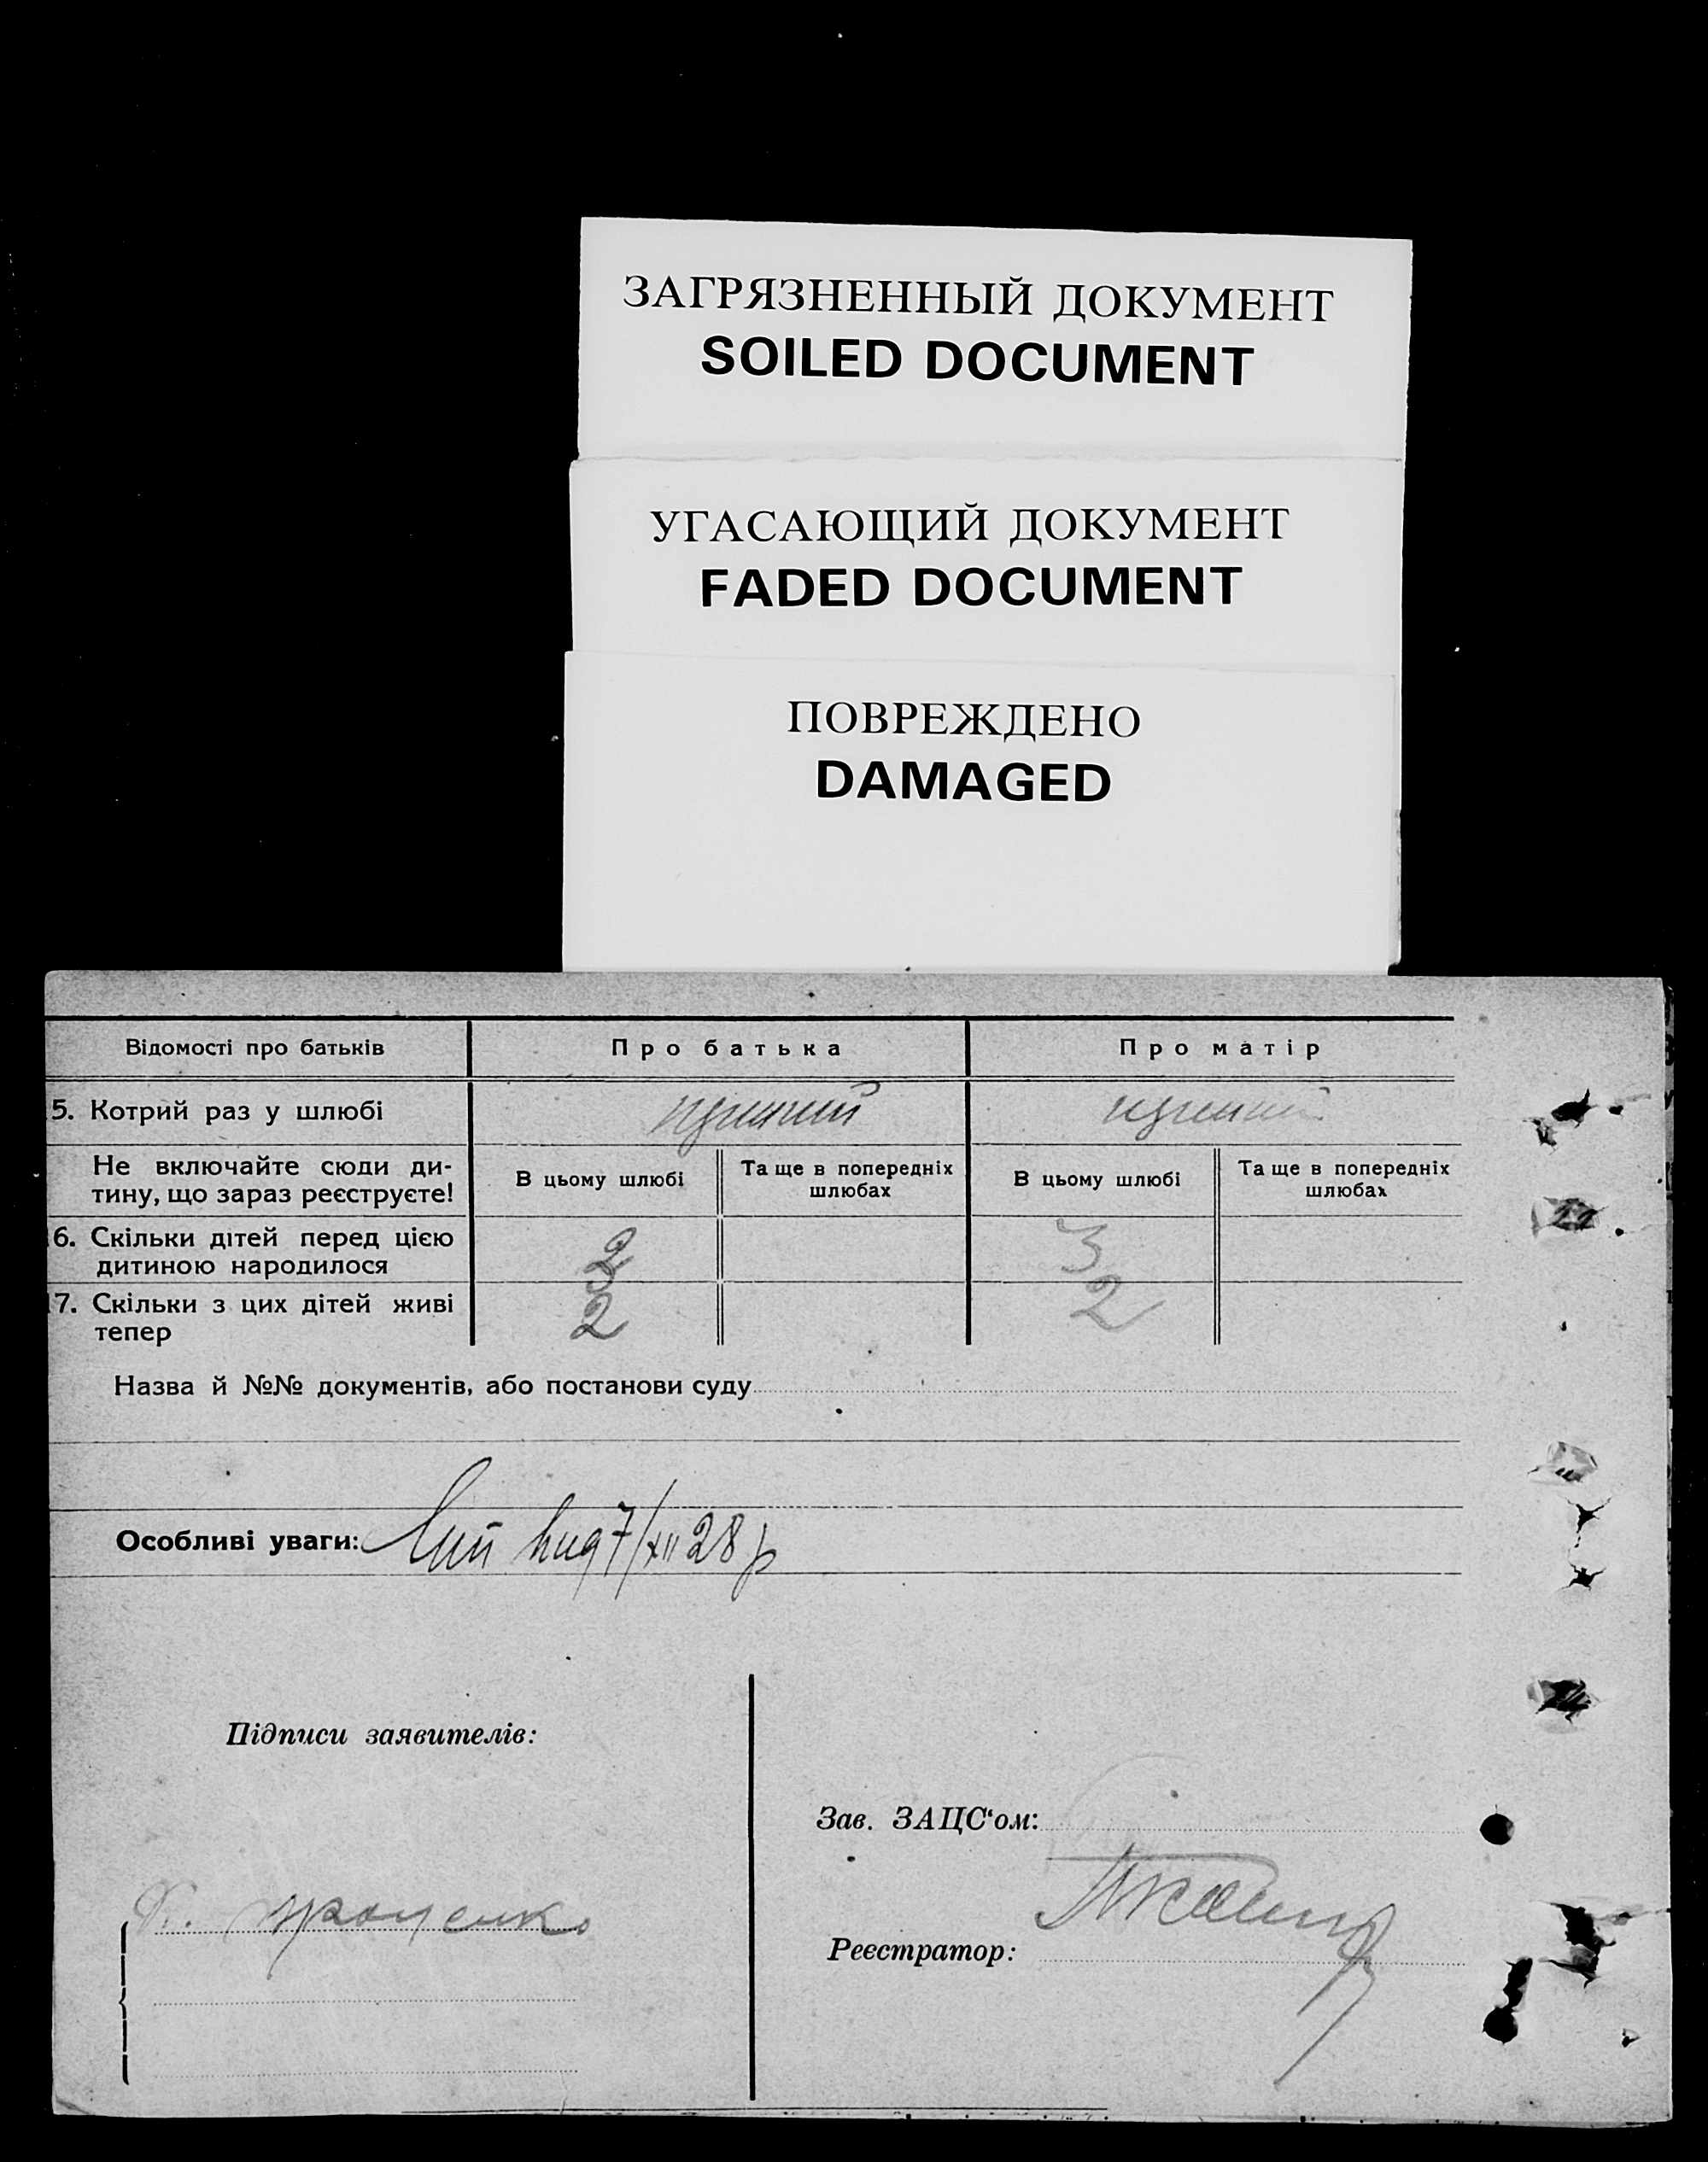 ЗАГРЯЗНЕННЫЙ ДОКУМЕНТ
SOILED DOCUMENT
УГАСАЮЩИЙ ДОКУМЕНТ
FADED DOCUMENT
ПОВРЕЖДЕНО
DAMAGED
Відомості про батьків
Про батька
Про матір
5. Котрий раз у шлюбі
Не включайте сюди ди-
тину, що зараз реєструєте!
В цьому шлюбі
Та ще в попередніх
шлюбах
В цьому шлюбі
Та ще в попередніх
шлюбах
6. Скільки дітей перед цією
дитиною народилося
3
7. Скільки з цих дітей живі
тепер
2
2
Назва й №№ документів, або постанови суду
Особливі уваги: 7/XII 28 р
Підписи заявителів:
Зав. ЗАЦС‘ом:
Реєстратор: